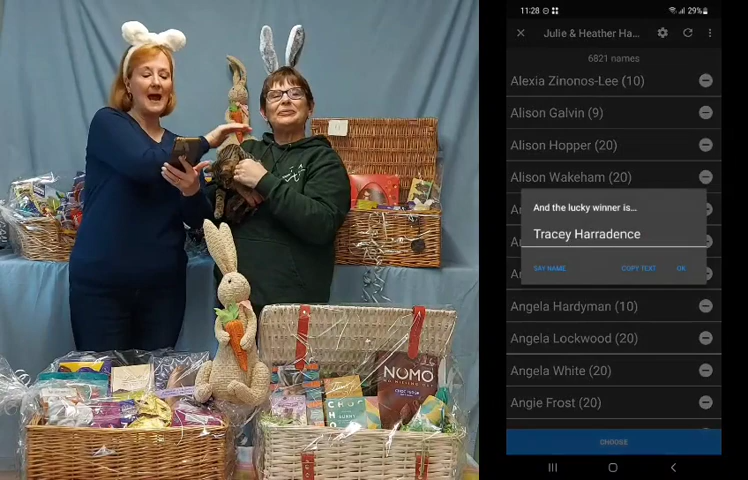 11:28
29%
Julie & Heather Ha...
6821 names
Alexia Zinonos-Lee (10)
Alison Galvin (9)
Alison Hopper (20)
Alison Wakeham (20)
And the lucky winner is...
Tracey Harradence
SAY NAME COPY TEXT OK
Angela Hardyman (10)
Angela Lockwood (20)
Angela White (20)
Angie Frost (20)
CHOOSE
NOMO